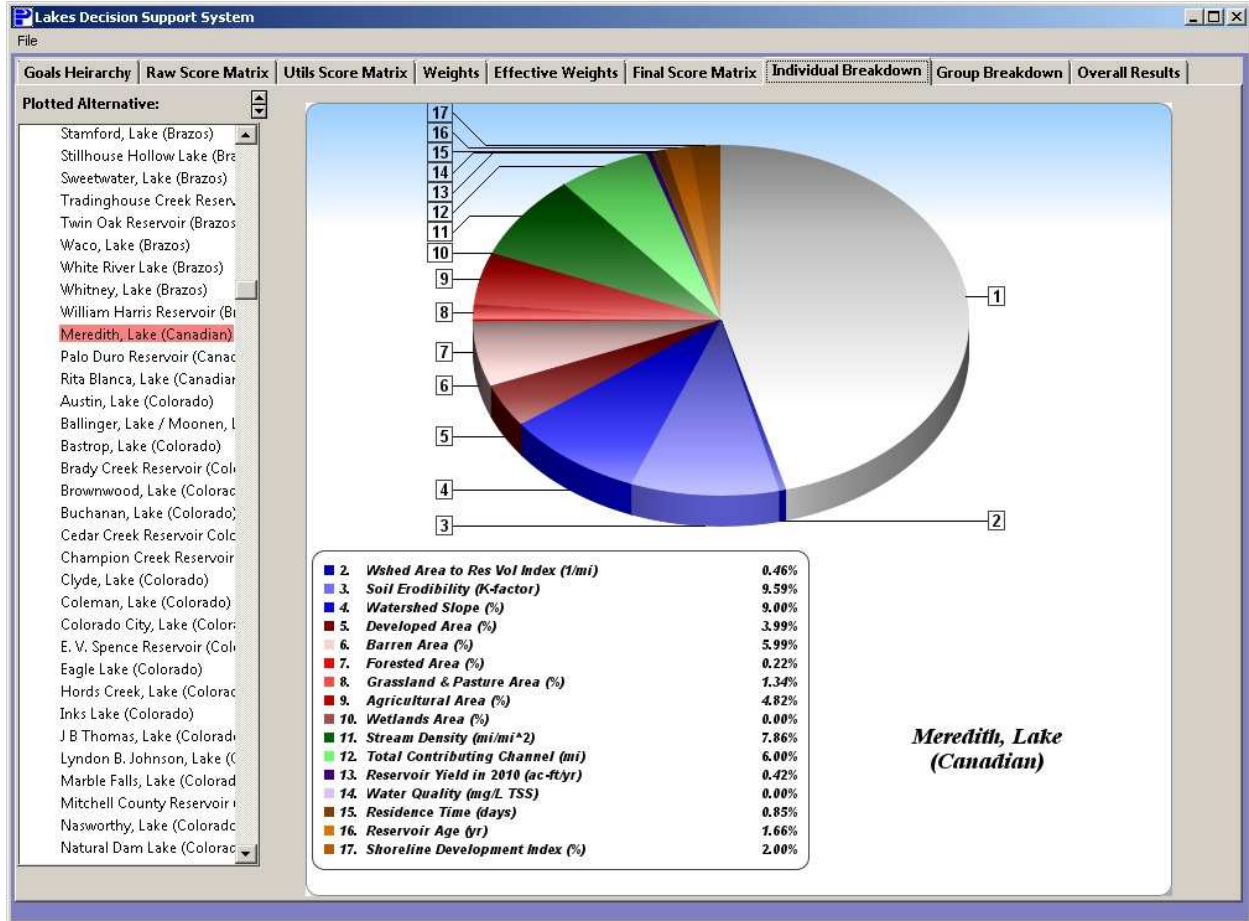 Lakes Decision Support System
File
Goals Heirarchy Raw Score Matrix Utils Score Matrix Weights Effective Weights Final Score Matrix Individual Breakdown Group Breakdown Overall Results
Plotted Alternative:
Stamford, Lake (Brazos)
Stillhouse Hollow Lake (Bra
Sweetwater, Lake (Brazos)
Tradinghouse Creek Reserv
Twin Oak Reservoir (Brazos
Waco, Lake (Brazos)
White River Lake (Brazos)
Whitney, Lake (Brazos)
William Harris Reservoir (Br
Meredith, Lake (Canadian)
Palo Duro Reservoir (Canac
Rita Blanca, Lake (Canadian
Austin, Lake (Colorado)
Ballinger, Lake / Moonen, L
Bastrop, Lake (Colorado)
Brady Creek Reservoir (Colo
Brownwood, Lake (Colorac
Buchanan, Lake (Colorado)
Cedar Creek Reservoir Colc
Champion Creek Reservoir
Clyde, Lake (Colorado)
Coleman, Lake (Colorado)
Colorado City, Lake (Colora
E. V. Spence Reservoir (Colo
Eagle Lake (Colorado)
Hords Creek, Lake (Colorac
Inks Lake (Colorado)
J B Thomas, Lake (Colorado
Lyndon B. Johnson, Lake (C
Marble Falls, Lake (Colorad
Mitchell County Reservoir (
Nasworthy, Lake (Colorado
Natural Dam Lake (Colorac
17
16
15
14
13
12
11
10
9
8
7
6
5
4
3
1
2
2. Wshed Area to Res Vol Index (1/mi) 0.46%
3. Soil Erodibility (K-factor) 9.59%
4. Watershed Slope (%) 9.00%
5. Developed Area (%) 3.99%
6. Barren Area (%) 5.99%
7. Forested Area (%) 0.22%
8. Grassland & Pasture Area (%) 1.34%
9. Agricultural Area (%) 4.82%
10. Wetlands Area (%) 0.00%
11. Stream Density (mi/mi^2) 7.86%
12. Total Contributing Channel (mi) 6.00%
13. Reservoir Yield in 2010 (ac-ft/yr) 0.42%
14. Water Quality (mg/L TSS) 0.00%
15. Residence Time (days) 0.85%
16. Reservoir Age (yr) 1.66%
17. Shoreline Development Index (%) 2.00%
Meredith, Lake
(Canadian)